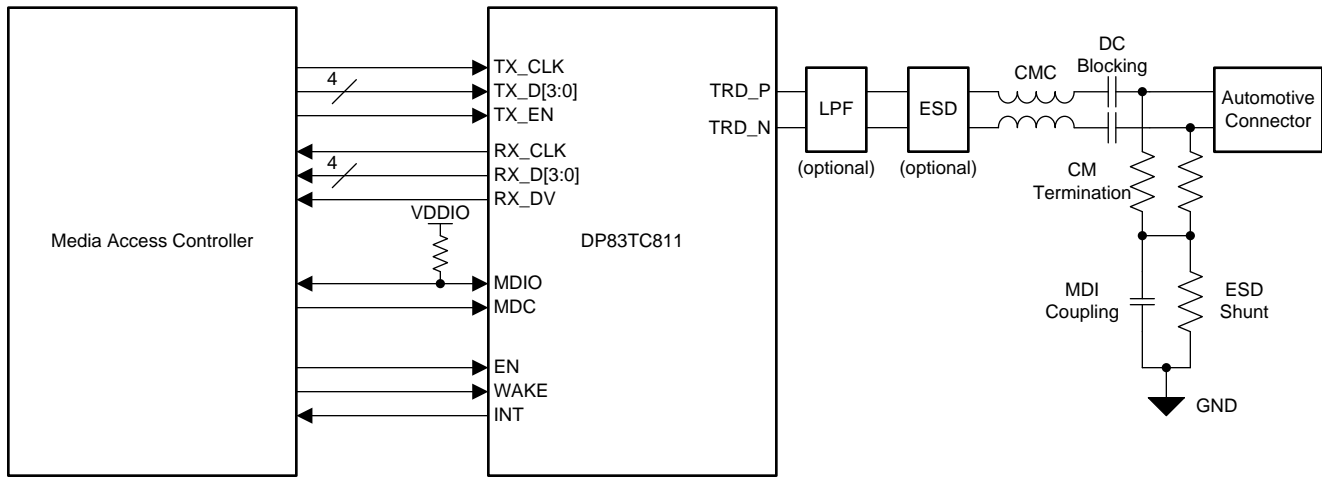 Media Access Controller
4
4
VDDIO
TX_CLK
TX_D[3:0]
TX_EN
RX_CLK
RX_D[3:0]
RX_DV
MDIO
MDC
EN
WAKE
INT
DP83TC811
TRD_P
TRD_N
LPF
(optional)
ESD
(optional)
CMC
DC
Blocking
Automotive
Connector
CM
Termination
MDI
Coupling
ESD
Shunt
GND